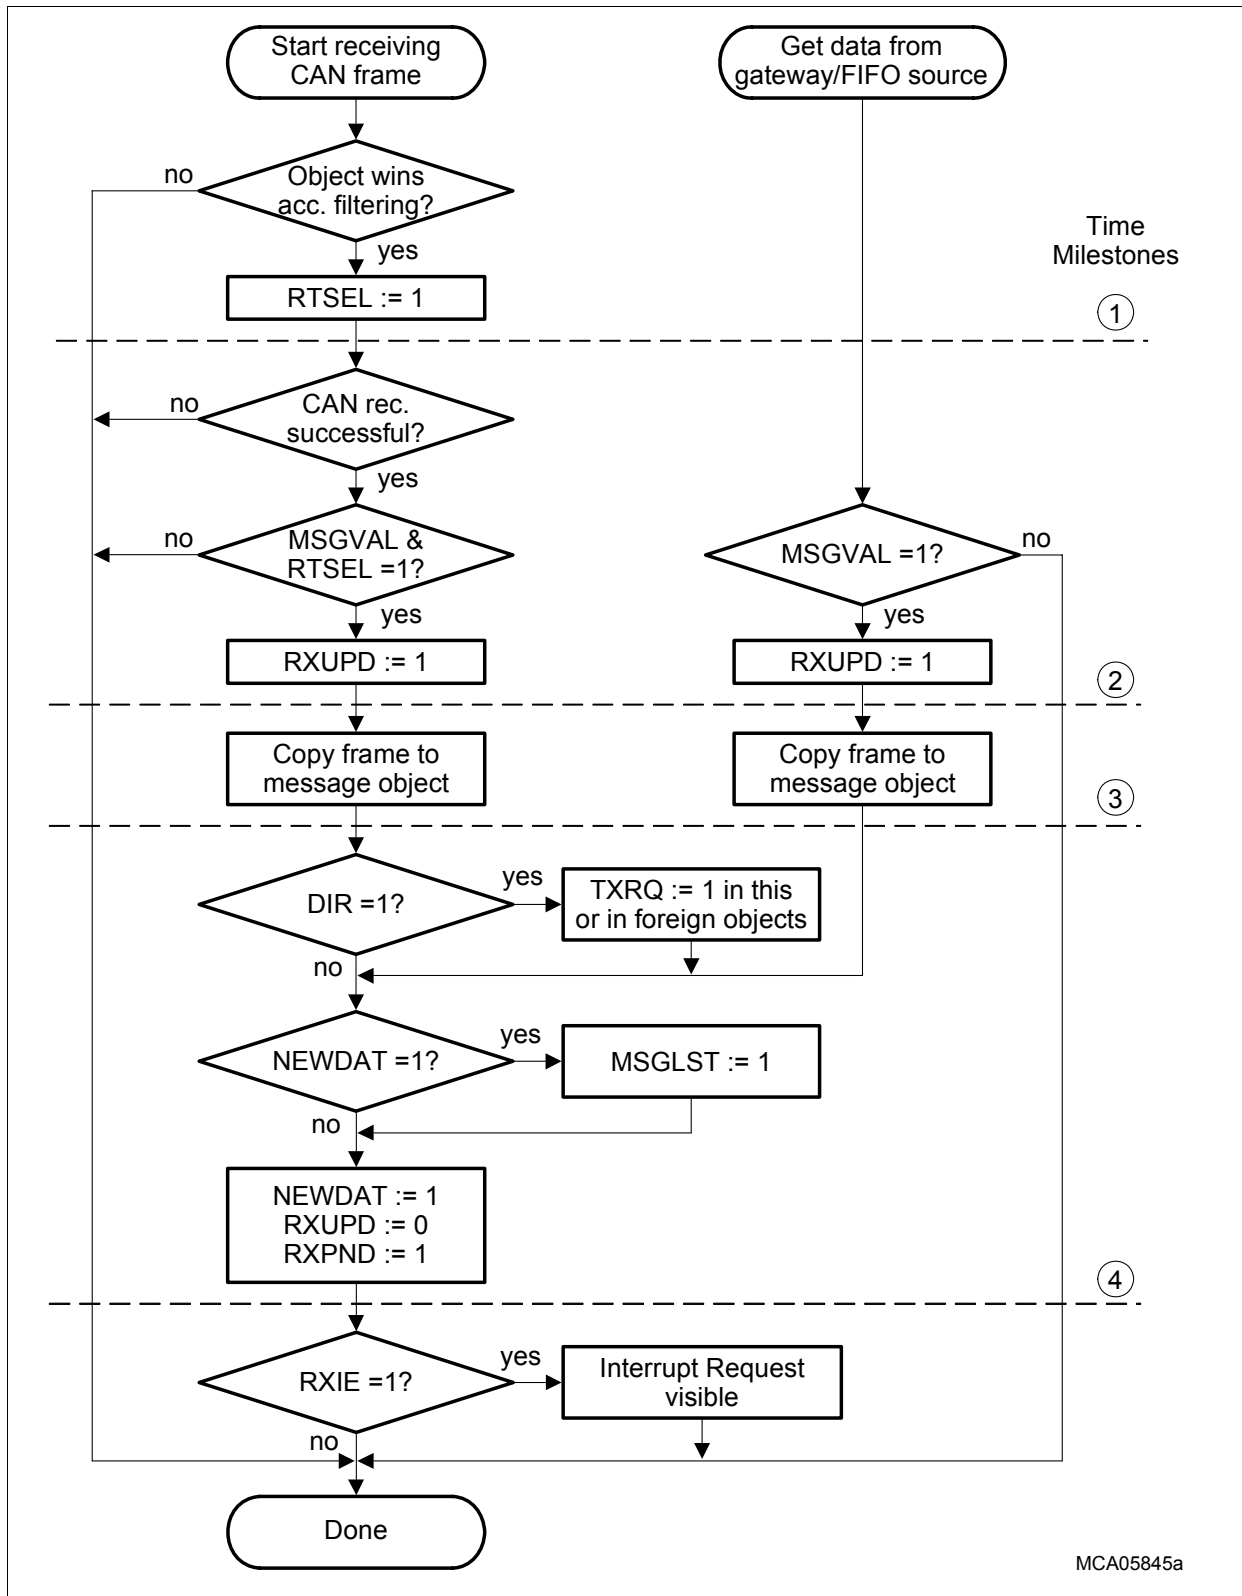 Start receiving
CAN frame
Get data from
gateway/FIFO source
no
Object wins
acc. filtering?
Time
Milestones
yes
RTSEL := 1
1
no
CAN rec.
successful?
yes
no
MSGVAL &
RTSEL =1?
MSGVAL =1?
no
yes
yes
RXUPD := 1
RXUPD := 1
2
Copy frame to
message object
Copy frame to
message object
3
DIR =1?
yes
TXRQ := 1 in this
or in foreign objects
no
NEWDAT =1?
yes
MSGLST := 1
no
NEWDAT := 1
RXUPD := 0
RXPND := 1
4
RXIE =1?
yes
Interrupt Request
visible
no
Done
MCA05845a